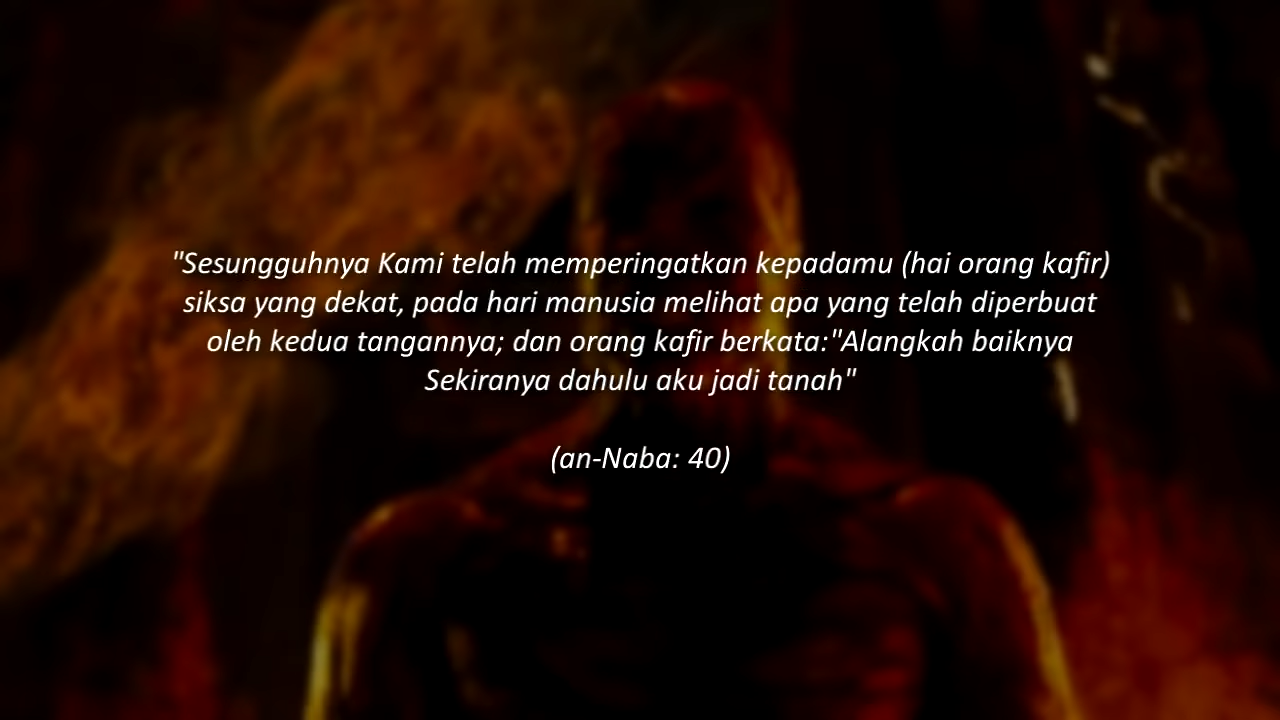 "Sesungguhnya Kami telah memperingatkan kepadamu (hai orang kafir)
siksa yang dekat, pada hari manusia melihat apa yang telah diperbuat
oleh kedua tangannya; dan orang kafir berkata:"Alangkah baiknya
Sekiranya dahulu aku jadi tanah"
(an-Naba: 40)